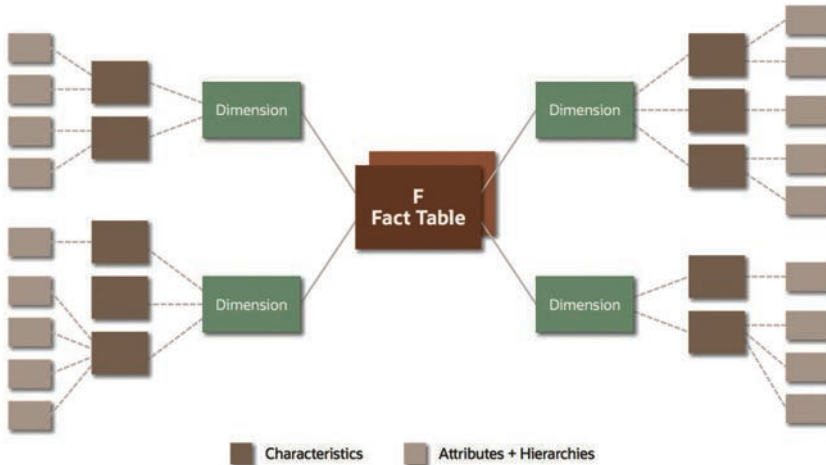 Dimension
Dimension
F
Fact Table
Dimension
Dimension
Characteristics
Attributes + Hierarchies